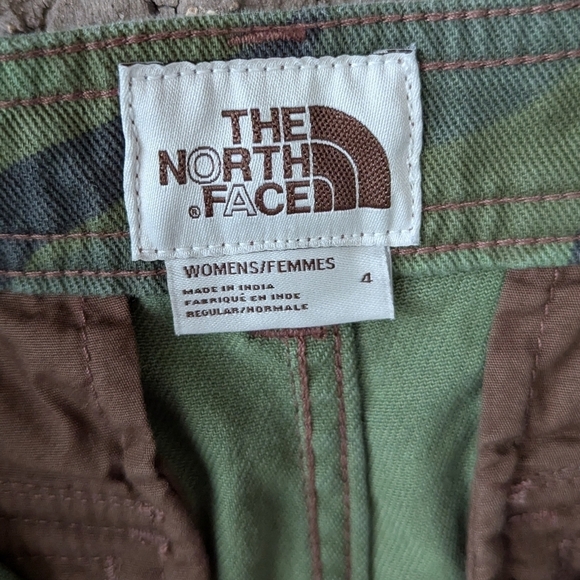 THE
NORTH
®FACE
WOMENS/FEMMES 4
MADE IN INDIA
FABRIQUÉ EN INDE
REGULAR/NORMALE